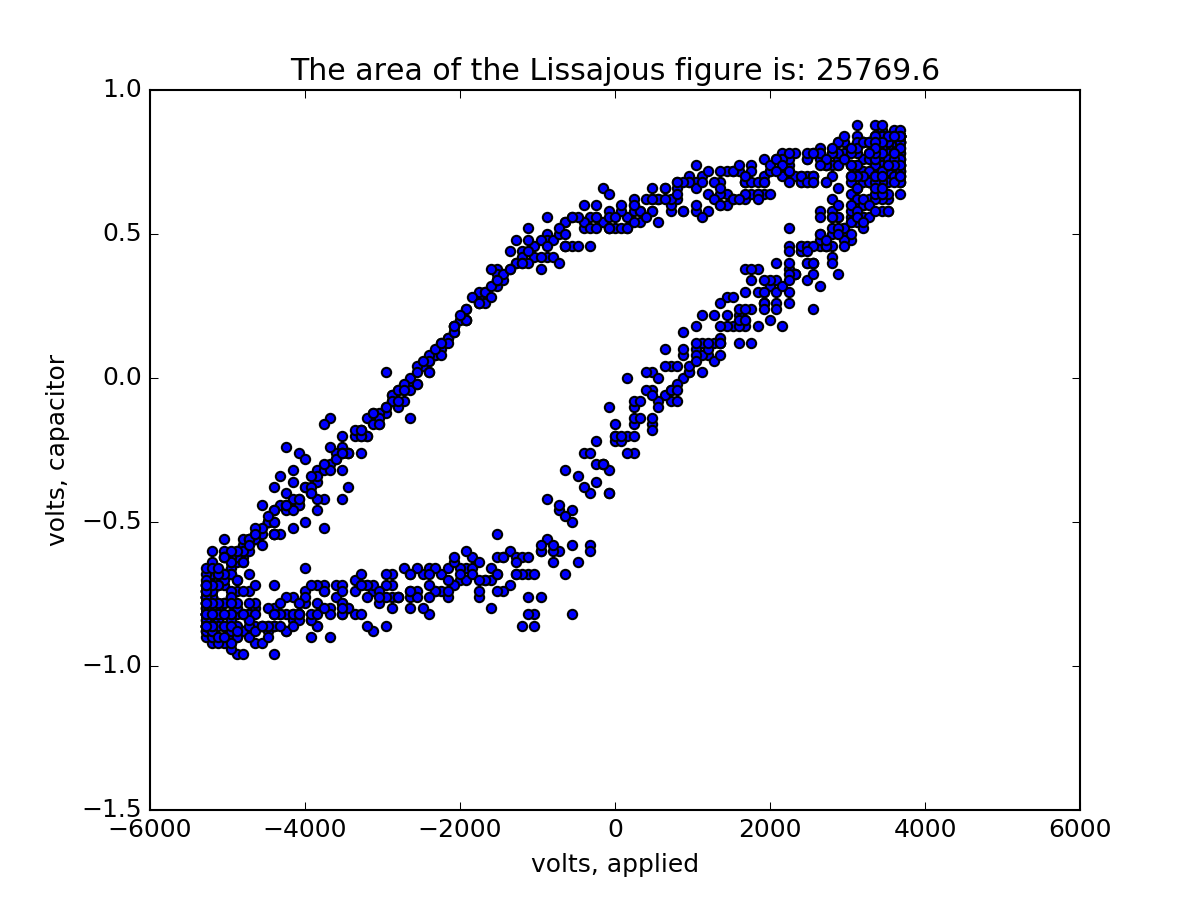 The area of the Lissajous figure is: 25769.6
1.0
0.5
0.0
−0.5
−1.0
−1.5
volts, capacitor
−6000 −4000 −2000 0 2000 4000 6000
volts, applied